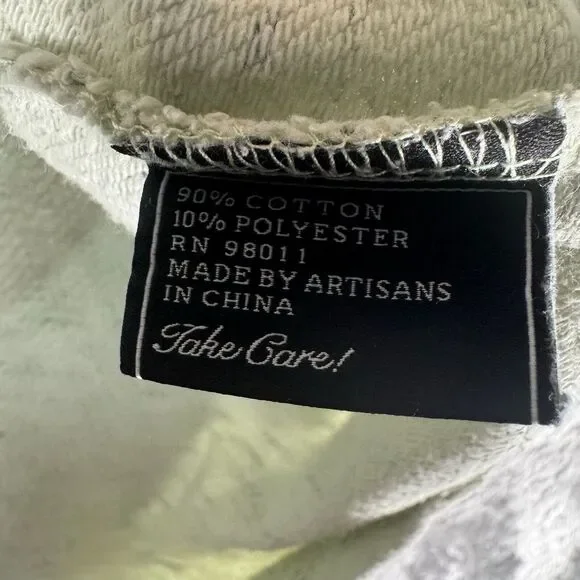 90% COTTON
10% POLYESTER
RN 98011
MADE BY ARTISANS
IN CHINA
Take Care!